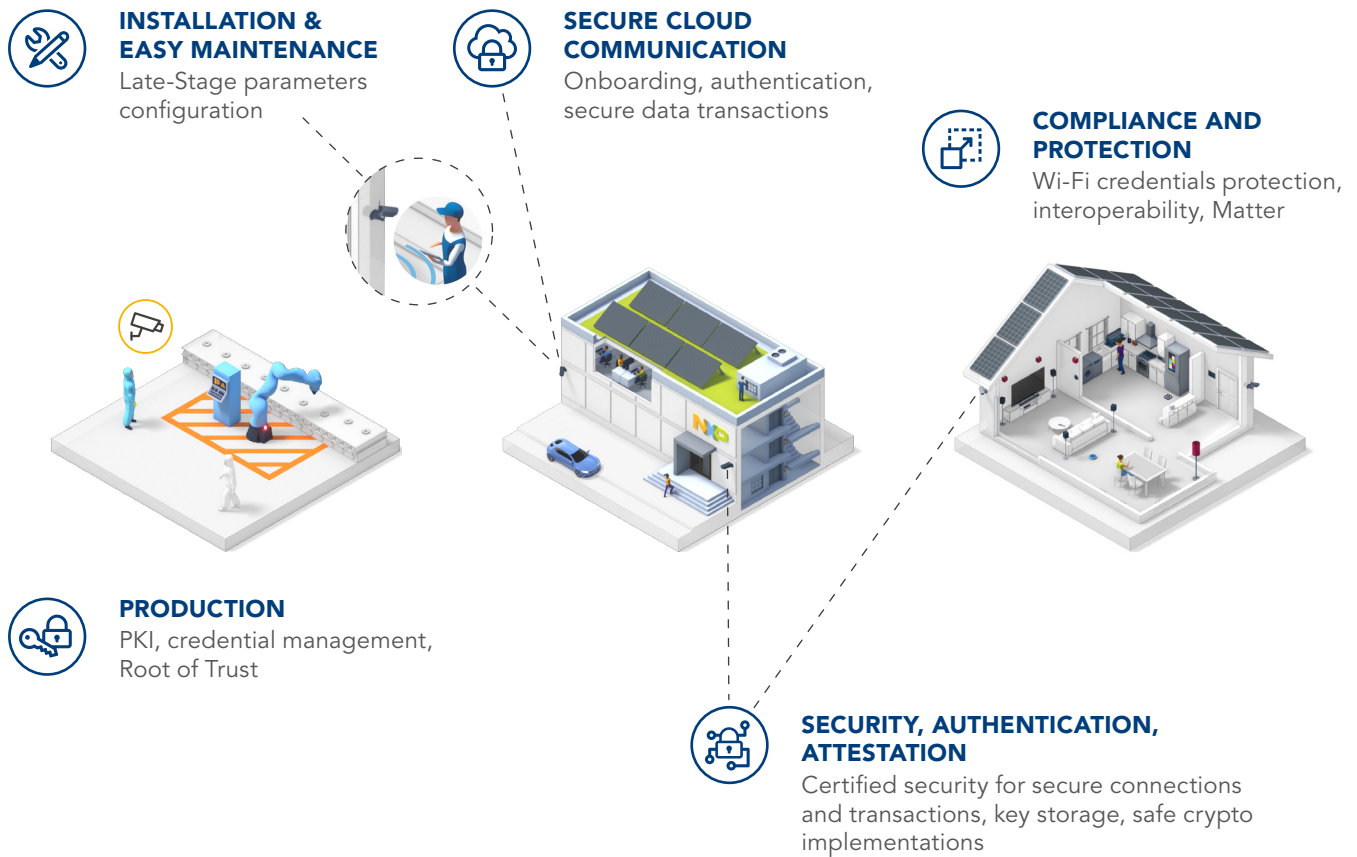 INSTALLATION &
EASY MAINTENANCE
Late-Stage parameters
configuration
SECURE CLOUD
COMMUNICATION
Onboarding, authentication,
secure data transactions
COMPLIANCE AND
PROTECTION
Wi-Fi credentials protection,
interoperability, Matter
NXP
PRODUCTION
PKI, credential management,
Root of Trust
SECURITY, AUTHENTICATION,
ATTESTATION
Certified security for secure connections
and transactions, key storage, safe crypto
implementations